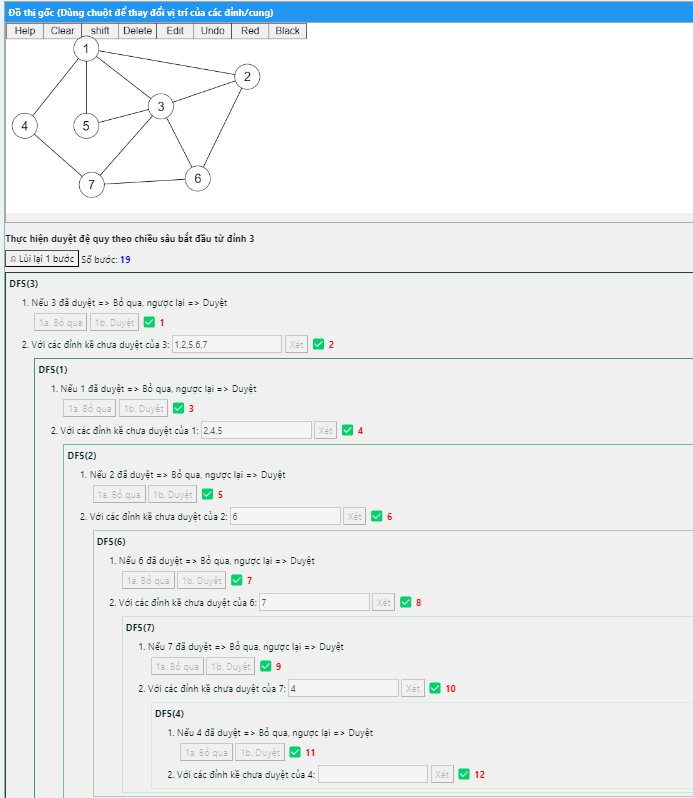 Đồ thị gốc (Dùng chuột để thay đổi vị trí của các đỉnh/cung)
Help Clear shift Delete Edit Undo Red Black
1
2
3
4
5
6
7
Thực hiện duyệt đệ quy theo chiều sâu bắt đầu từ đỉnh 3
Lùi lại 1 bước Số bước: 19
DFS(3)
1. Nếu 3 đã duyệt => Bỏ qua, ngược lại => Duyệt
1a. Bỏ qua 1b. Duyệt 1
2. Với các đỉnh kề chưa duyệt của 3: 1,2,5,6,7 Xét 2
DFS(1)
1. Nếu 1 đã duyệt => Bỏ qua, ngược lại => Duyệt
1a. Bỏ qua 1b. Duyệt 3
2. Với các đỉnh kề chưa duyệt của 1: 2,4,5 Xét 4
DFS(2)
1. Nếu 2 đã duyệt => Bỏ qua, ngược lại => Duyệt
1a. Bỏ qua 1b. Duyệt 5
2. Với các đỉnh kề chưa duyệt của 2: 6 Xét 6
DFS(6)
1. Nếu 6 đã duyệt => Bỏ qua, ngược lại => Duyệt
1a. Bỏ qua 1b. Duyệt 7
2. Với các đỉnh kề chưa duyệt của 6: 7 Xét 8
DFS(7)
1. Nếu 7 đã duyệt => Bỏ qua, ngược lại => Duyệt
1a. Bỏ qua 1b. Duyệt 9
2. Với các đỉnh kề chưa duyệt của 7: 4 Xét 10
DFS(4)
1. Nếu 4 đã duyệt => Bỏ qua, ngược lại => Duyệt
1a. Bỏ qua 1b. Duyệt 11
2. Với các đỉnh kề chưa duyệt của 4: Xét 12